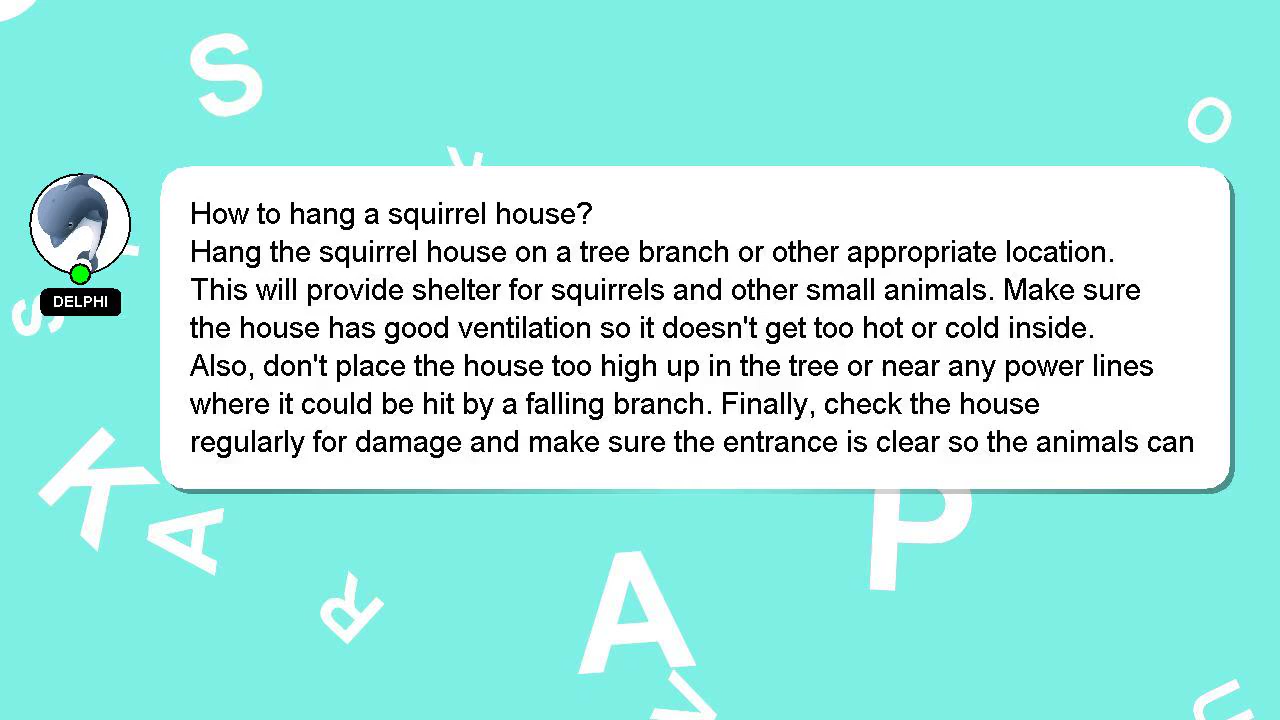 S
O
How to hang a squirrel house?
Hang the squirrel house on a tree branch or other appropriate location.
This will provide shelter for squirrels and other small animals. Make sure
the house has good ventilation so it doesn't get too hot or cold inside.
Also, don't place the house too high up in the tree or near any power lines
where it could be hit by a falling branch. Finally, check the house
regularly for damage and make sure the entrance is clear so the animals can
DELPHI
S
K
A
P
R
A